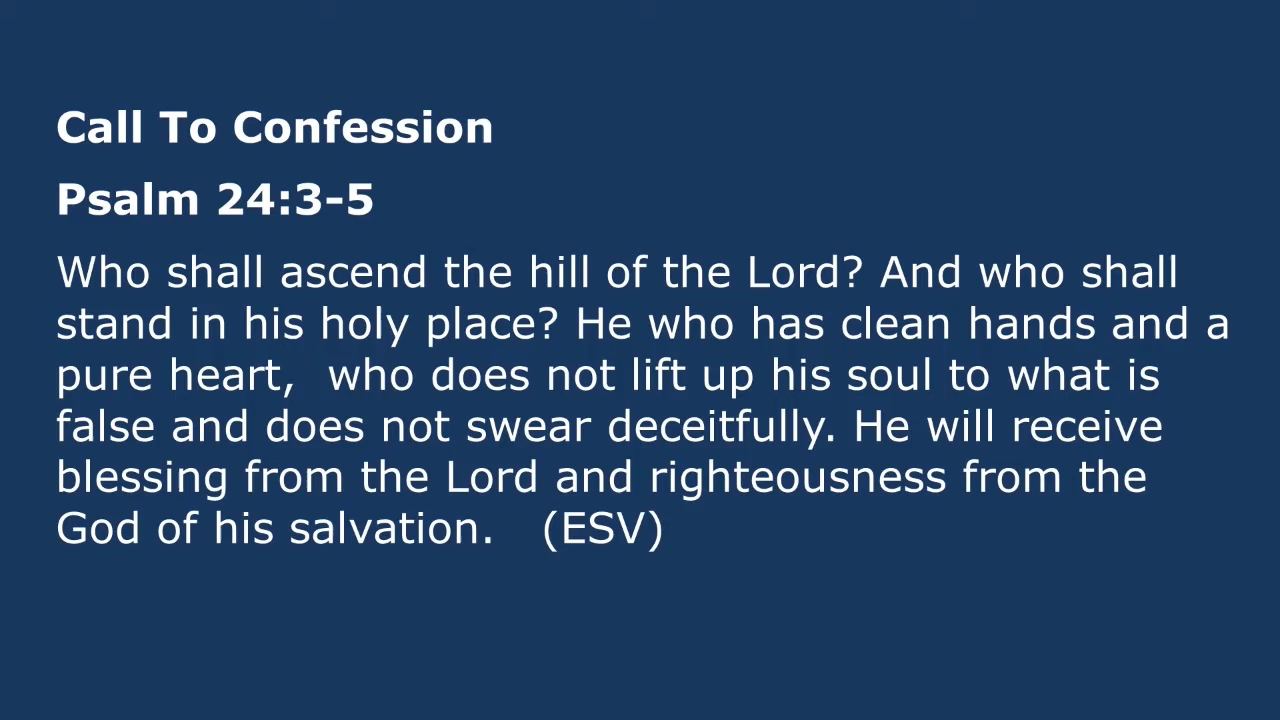 Call To Confession
Psalm 24:3-5
Who shall ascend the hill of the Lord? And who shall
stand in his holy place? He who has clean hands and a
pure heart,  who does not lift up his soul to what is
false and does not swear deceitfully. He will receive
blessing from the Lord and righteousness from the
God of his salvation.   (ESV)